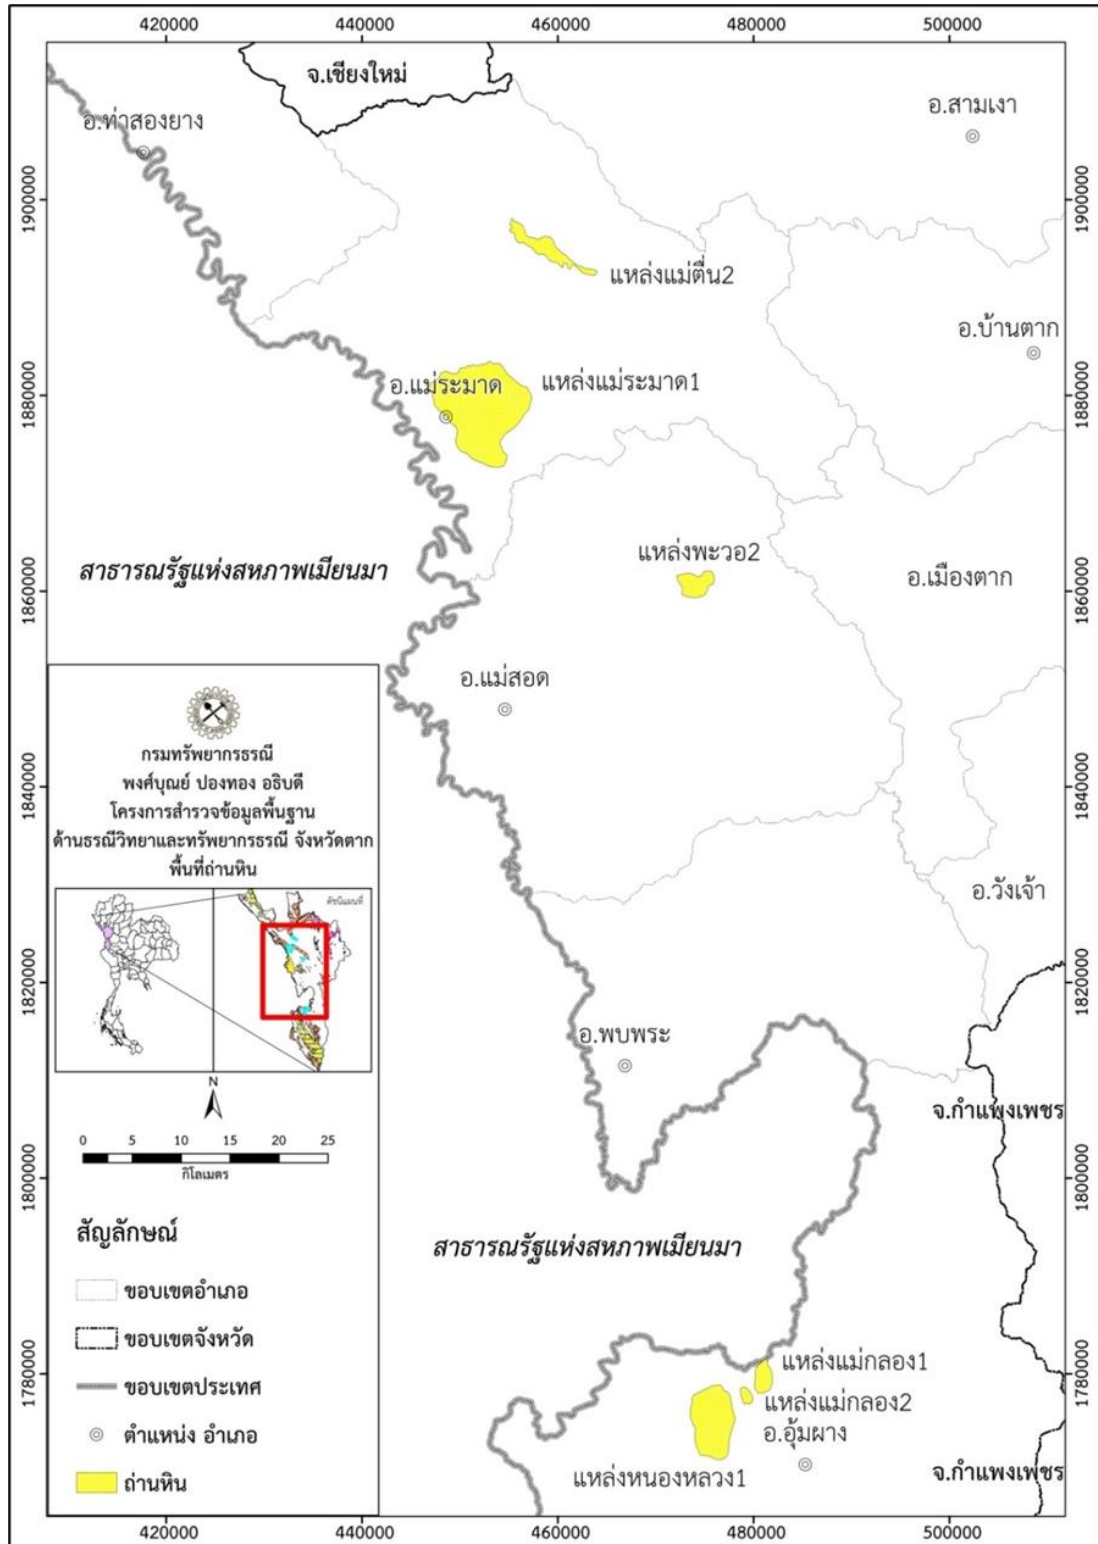 420000 440000 460000 480000 500000
จ.เชียงใหม่
อ.ท่าสองยาง
อ.สามเงา
1900000
1900000
แหล่งแม่ตื่น2
อ.บ้านตาก
แหล่งแม่ระมาด1
อ.แม่ระมาด
1880000
1880000
แหล่งพะวอ2
สาธารณรัฐแห่งสหภาพเมียนมา
อ.เมืองตาก
1860000
1860000
อ.แม่สอด
กรมทรัพยากรธรณี
พงศ์บุณย์ ปองทอง อธิบดี
โครงการสำรวจข้อมูลพื้นฐาน
ด้านธรณีวิทยาและทรัพยากรธรณี จังหวัดตาก
พื้นที่ถ่านหิน
1840000
1840000
ดัชนีแผนที่
อ.วังเจ้า
1820000
1820000
อ.พบพระ
N
0 5 10 15 20 25
กิโลเมตร
จ.กำแพงเพชร
1800000
1800000
สาธารณรัฐแห่งสหภาพเมียนมา
สัญลักษณ์
ขอบเขตอำเภอ
ขอบเขตจังหวัด
ขอบเขตประเทศ
ตำแหน่ง อำเภอ
ถ่านหิน
1780000
1780000
แหล่งแม่กลอง1
แหล่งแม่กลอง2
อ.อุ้มผาง
แหล่งหนองหลวง1
จ.กำแพงเพชร
420000 440000 460000 480000 500000